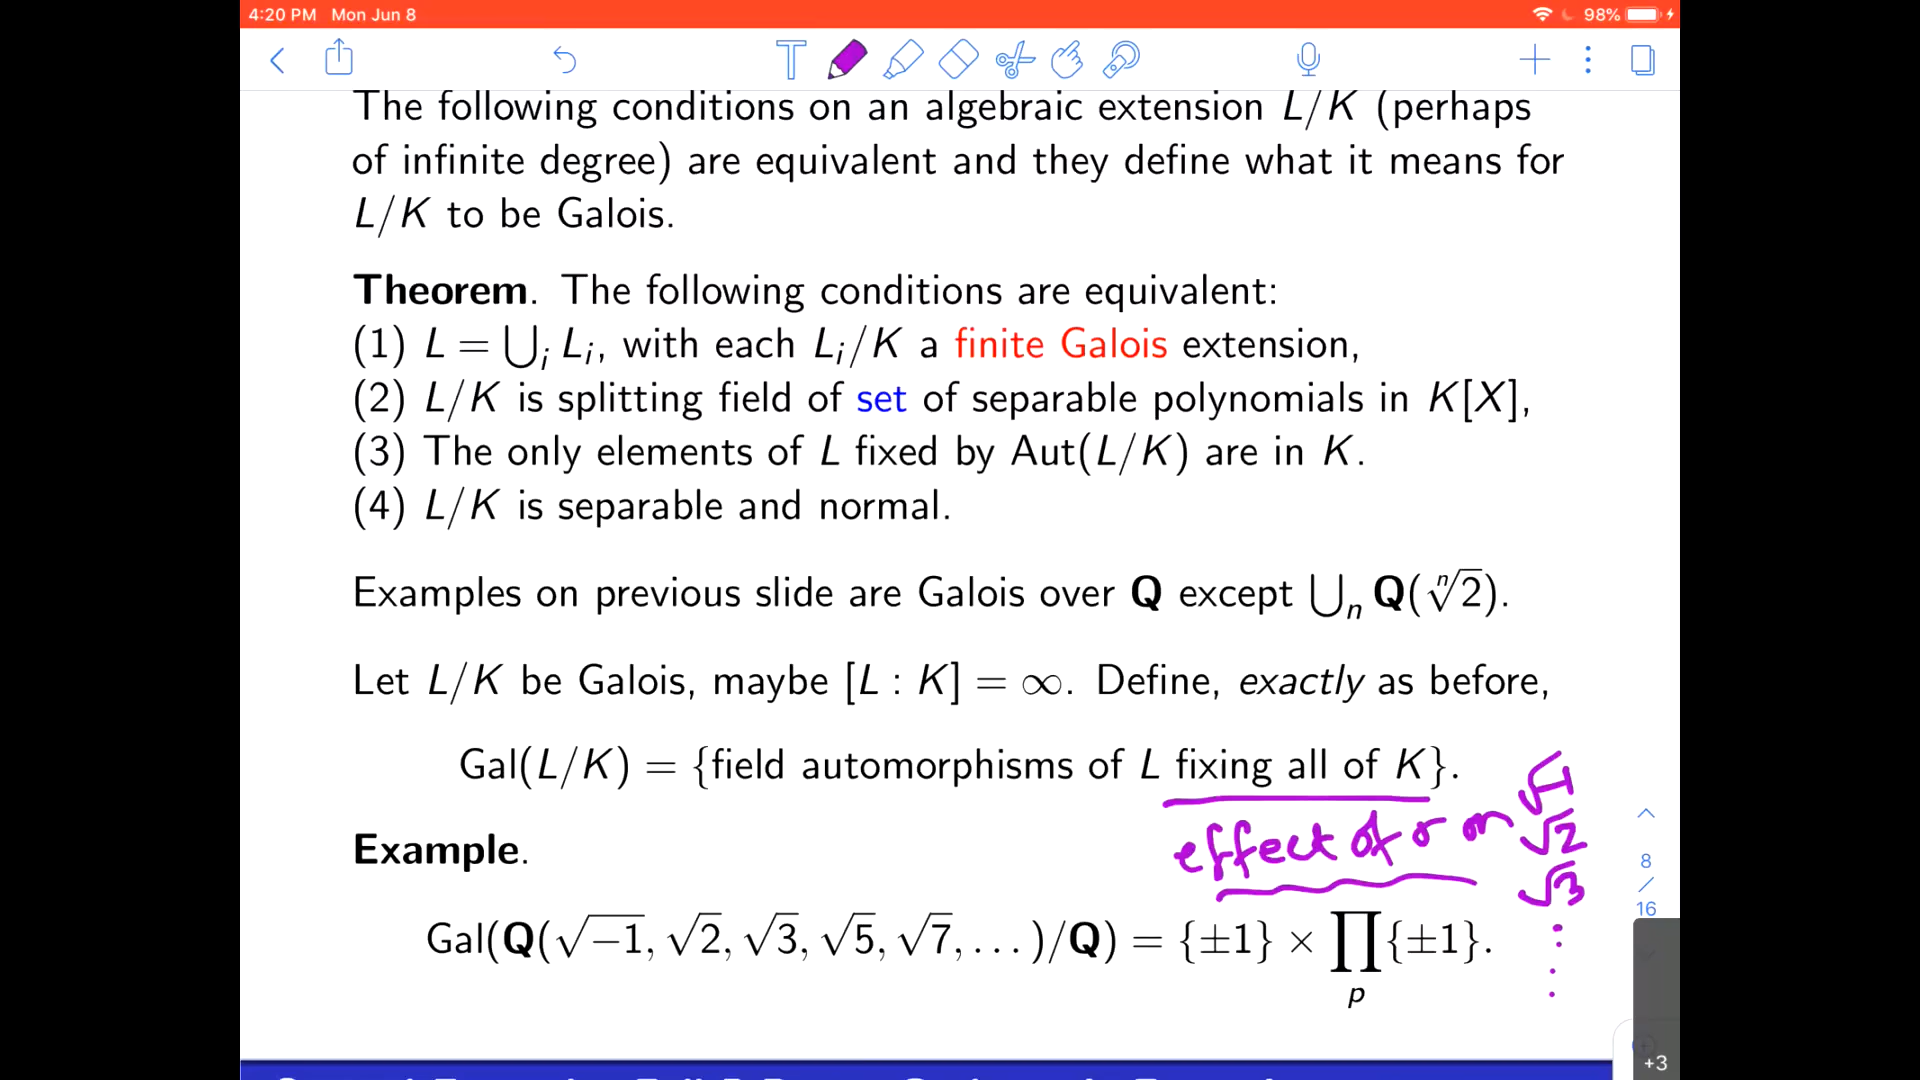 4:20 PM Mon Jun 8 98%
The following conditions on an algebraic extension L/K (perhaps
of infinite degree) are equivalent and they define what it means for
L/K to be Galois.
Theorem. The following conditions are equivalent:
(1) L = ⋃ᵢ Lᵢ, with each Lᵢ/K a finite Galois extension,
(2) L/K is splitting field of set of separable polynomials in K[X],
(3) The only elements of L fixed by Aut(L/K) are in K.
(4) L/K is separable and normal.
Examples on previous slide are Galois over Q except ⋃ₙ Q(ⁿ√2).
Let L/K be Galois, maybe [L : K] = ∞. Define, exactly as before,
Gal(L/K) = {field automorphisms of L fixing all of K}.
effect of σ on √-1
√2
√3
⋮
Example.
Gal(Q(√−1, √2, √3, √5, √7, . . . )/Q) = {±1} × ∏ₚ {±1}.
8
/
16
+3